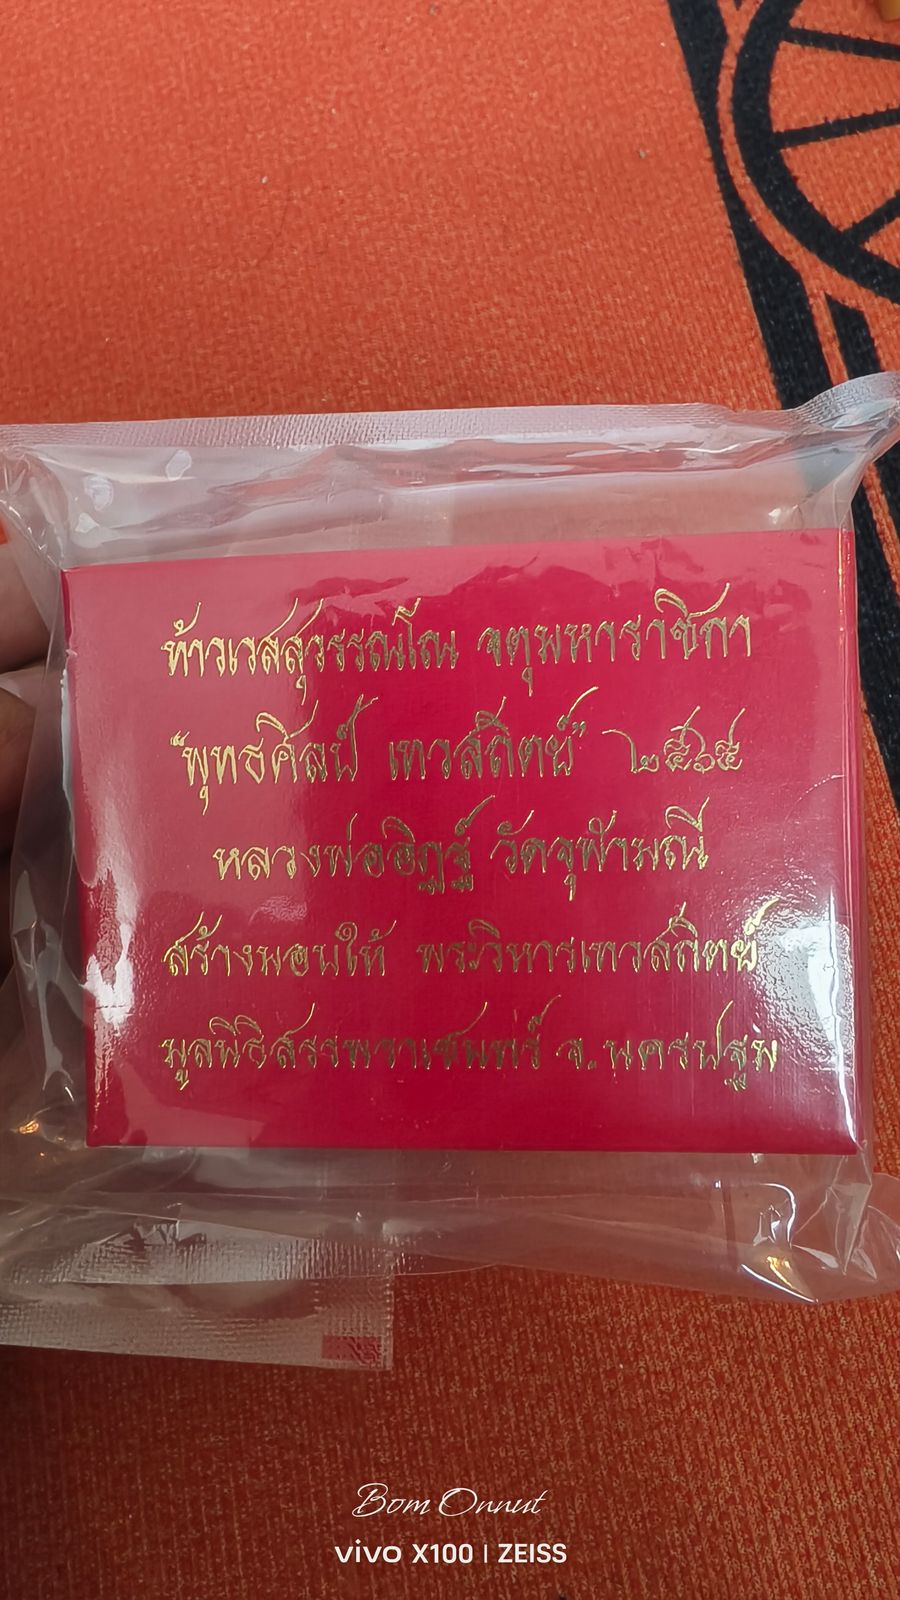 ท้าวเวสสุวรรณโณ จตุมหาราชิกา
"พุทธศิลป์ เทวสถิตย์" ๒๕๖๕
หลวงพ่ออิฏฐ์ วัดจุฬามณี
สร้างมอบให้ พระวิหารเทวสถิตย์
มูลนิธิสรรพราเชนทร์ จ.นครปฐม
Bom Onnut
vivo X100 | ZEISS